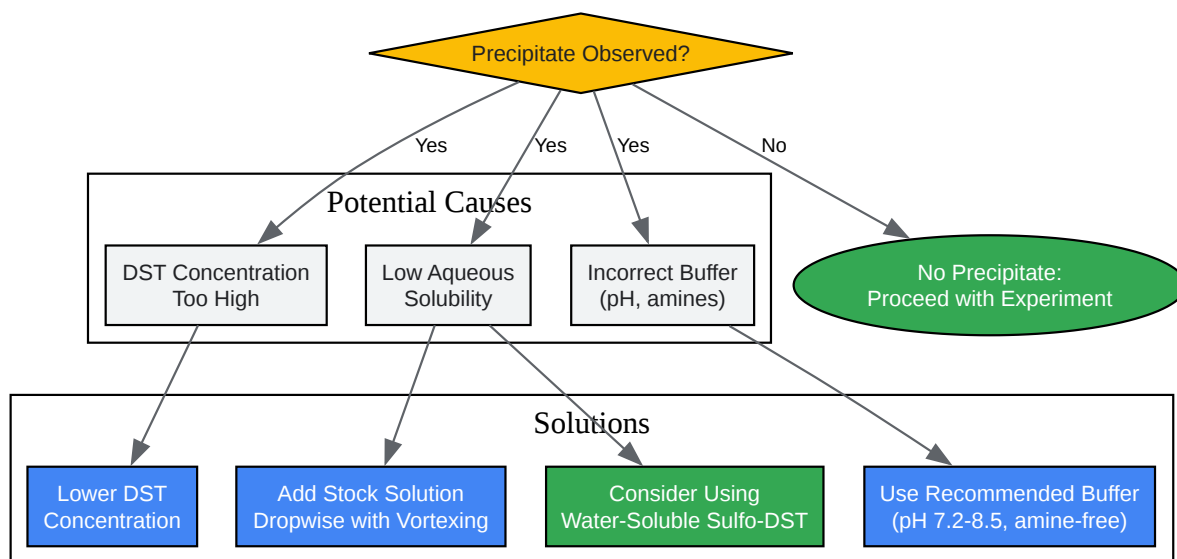 Precipitate Observed?
Yes
Yes
Yes
No
Potential Causes
DST Concentration
Too High
Low Aqueous
Solubility
Incorrect Buffer
(pH, amines)
No Precipitate:
Proceed with Experiment
Solutions
Lower DST
Concentration
Add Stock Solution
Dropwise with Vortexing
Consider Using
Water-Soluble Sulfo-DST
Use Recommended Buffer
(pH 7.2-8.5, amine-free)